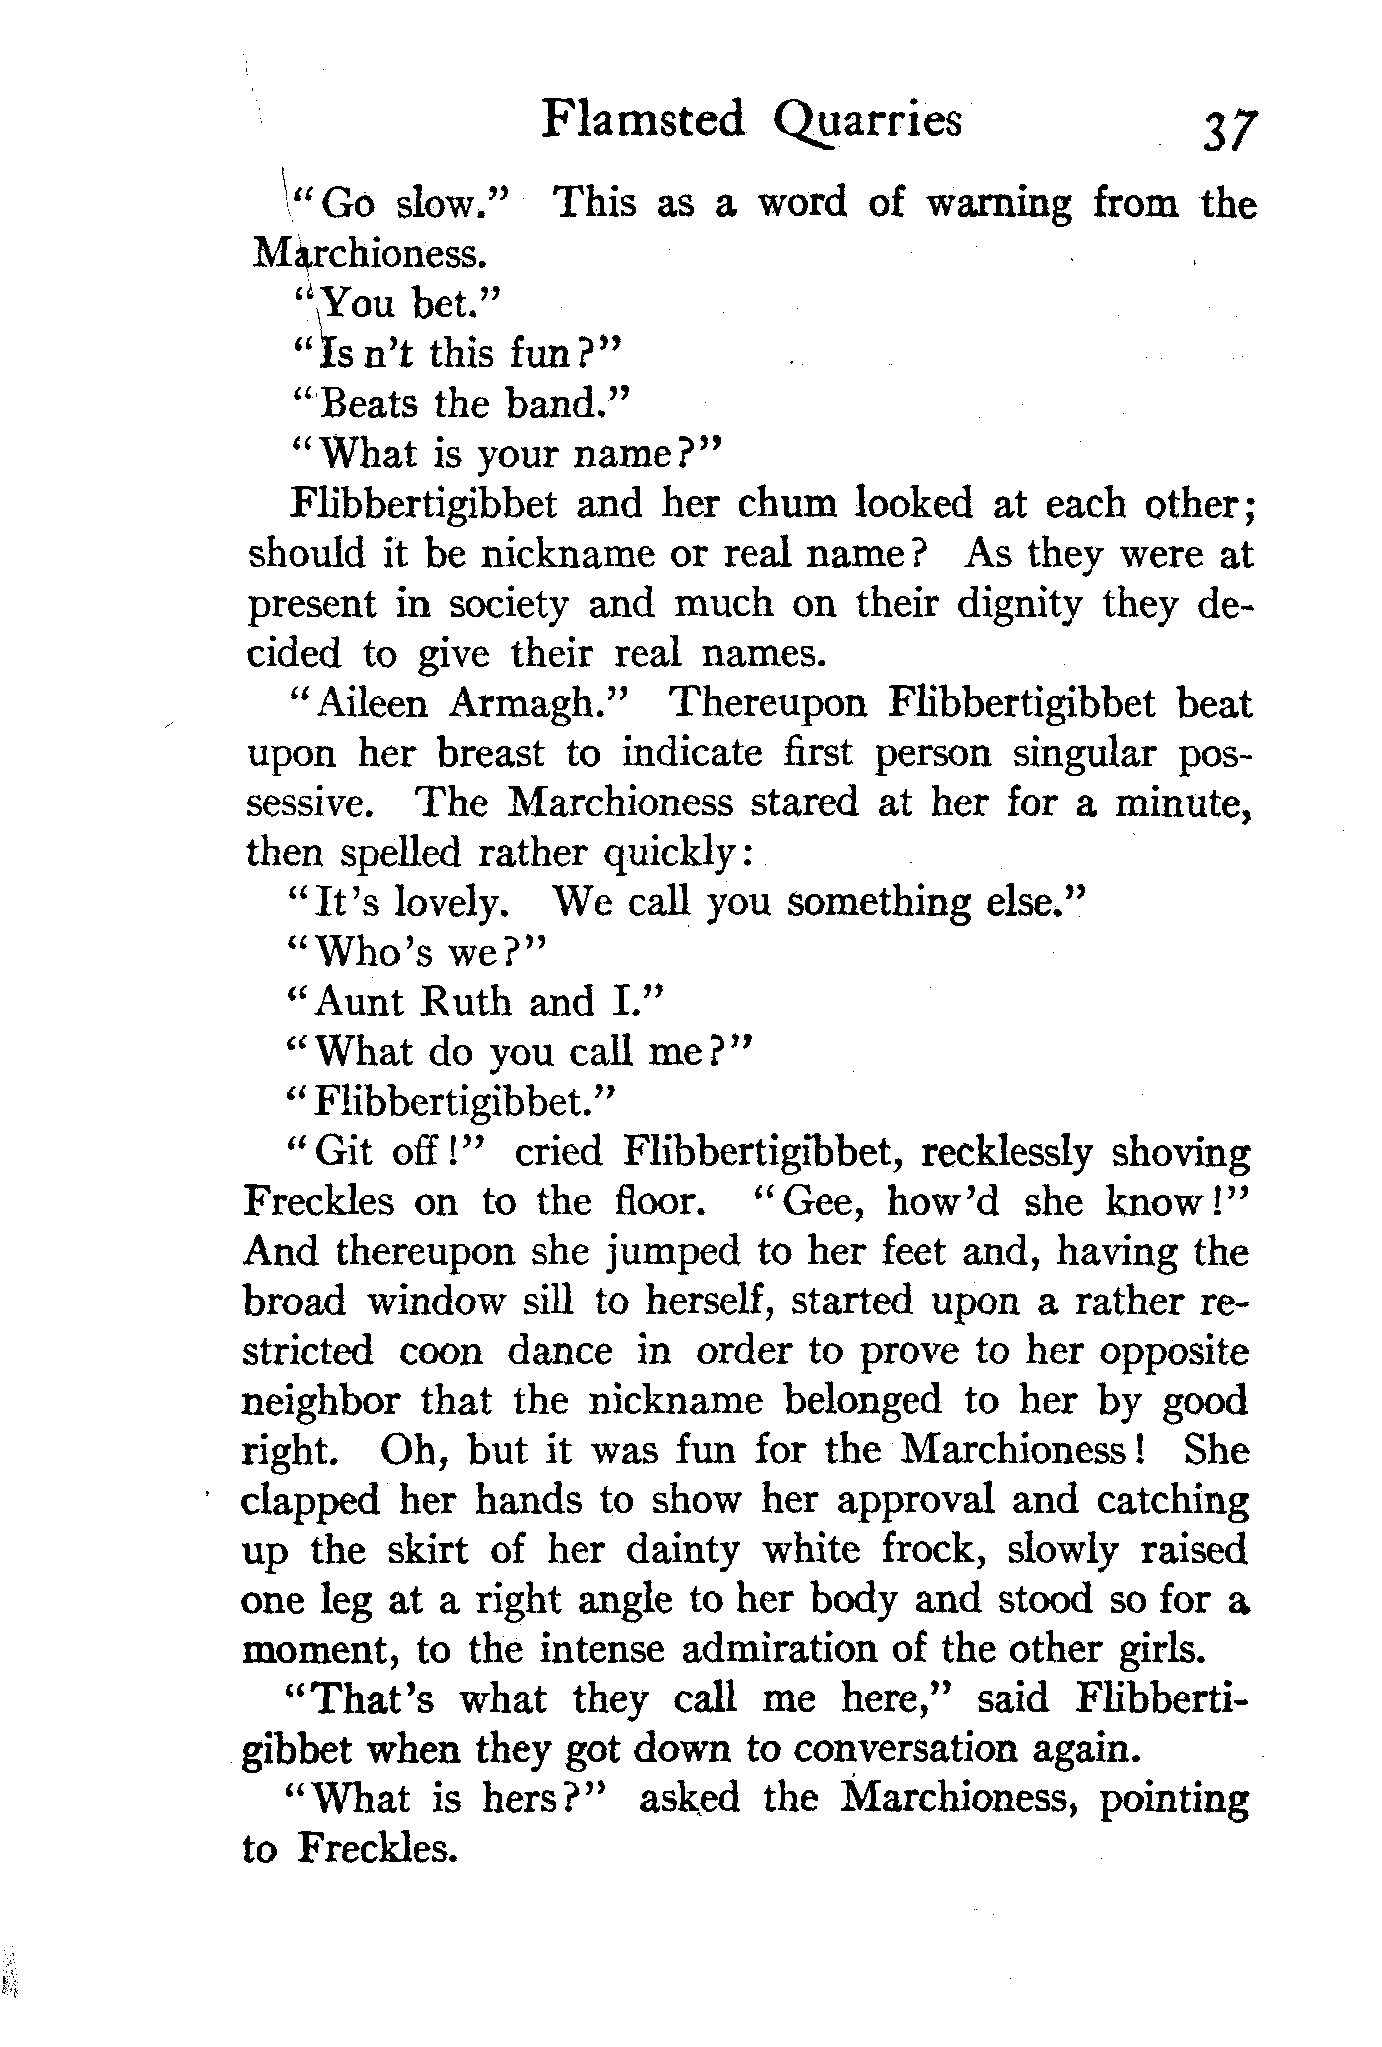 Flamsted Quarries 37
"Go slow." This as a word of warning from the
Marchioness.
"You bet."
"Is n't this fun?"
"Beats the band."
"What is your name?"
Flibbertigibbet and her chum looked at each other;
should it be nickname or real name? As they were at
present in society and much on their dignity they de-
cided to give their real names.
"Aileen Armagh." Thereupon Flibbertigibbet beat
upon her breast to indicate first person singular pos-
sessive. The Marchioness stared at her for a minute,
then spelled rather quickly:
"It's lovely. We call you something else."
"Who's we?"
"Aunt Ruth and I."
"What do you call me?"
"Flibbertigibbet."
"Git off!" cried Flibbertigibbet, recklessly shoving
Freckles on to the floor. "Gee, how'd she know!"
And thereupon she jumped to her feet and, having the
broad window sill to herself, started upon a rather re-
stricted coon dance in order to prove to her opposite
neighbor that the nickname belonged to her by good
right. Oh, but it was fun for the Marchioness! She
clapped her hands to show her approval and catching
up the skirt of her dainty white frock, slowly raised
one leg at a right angle to her body and stood so for a
moment, to the intense admiration of the other girls.
"That's what they call me here," said Flibberti-
gibbet when they got down to conversation again.
"What is hers?" asked the Marchioness, pointing
to Freckles.